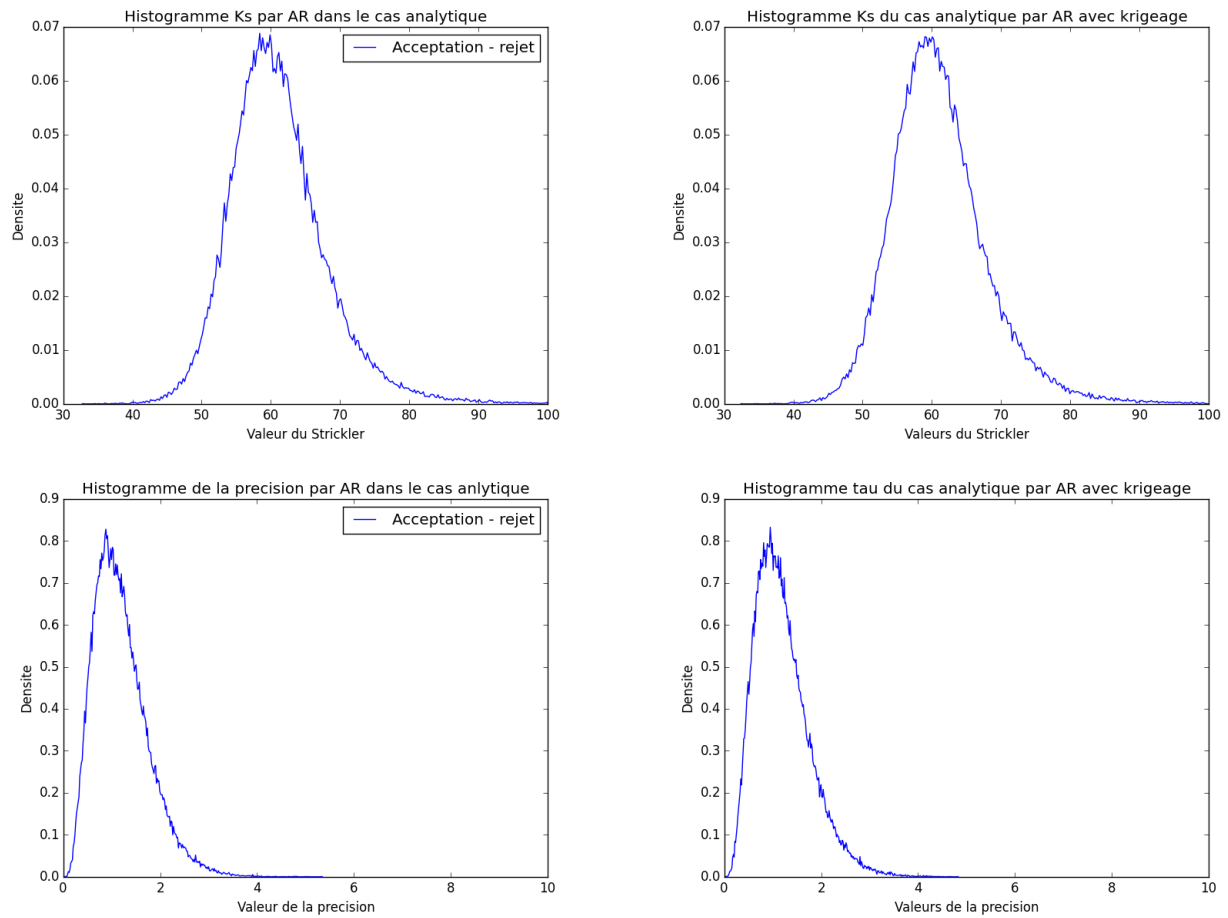 Histogramme Ks par AR dans le cas analytique
Acceptation - rejet
0.07
0.06
0.05
0.04
0.03
0.02
0.01
0.00
Densite
30 40 50 60 70 80 90 100
Valeur du Strickler
Histogramme Ks du cas analytique par AR avec krigeage
0.07
0.06
0.05
0.04
0.03
0.02
0.01
0.00
Densite
30 40 50 60 70 80 90 100
Valeurs du Strickler
Histogramme de la precision par AR dans le cas anlytique
Acceptation - rejet
0.9
0.8
0.7
0.6
0.5
0.4
0.3
0.2
0.1
0.0
Densite
0 2 4 6 8 10
Valeur de la precision
Histogramme tau du cas analytique par AR avec krigeage
0.9
0.8
0.7
0.6
0.5
0.4
0.3
0.2
0.1
0.0
Densite
0 2 4 6 8 10
Valeurs de la precision